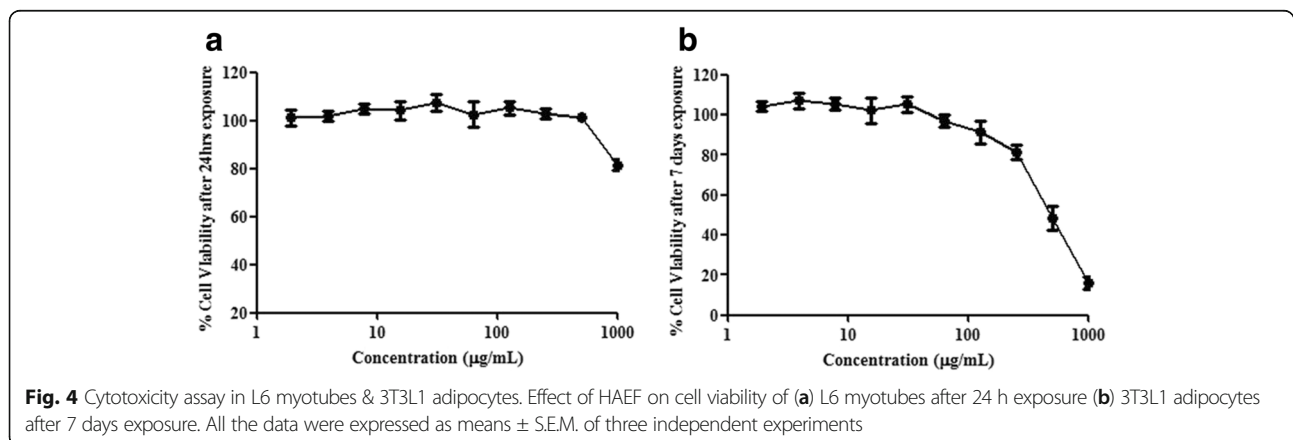 a
b
% Cell Viability after 24hrs exposure
120
100
80
60
40
20
1
10
100
1000
Concentration (µg/mL)
% Cell Viability after 7 days exposure
120
100
80
60
40
20
0
1
10
100
1000
Concentration (µg/mL)
Fig. 4 Cytotoxicity assay in L6 myotubes & 3T3L1 adipocytes. Effect of HAEF on cell viability of (a) L6 myotubes after 24 h exposure (b) 3T3L1 adipocytes
after 7 days exposure. All the data were expressed as means ± S.E.M. of three independent experiments